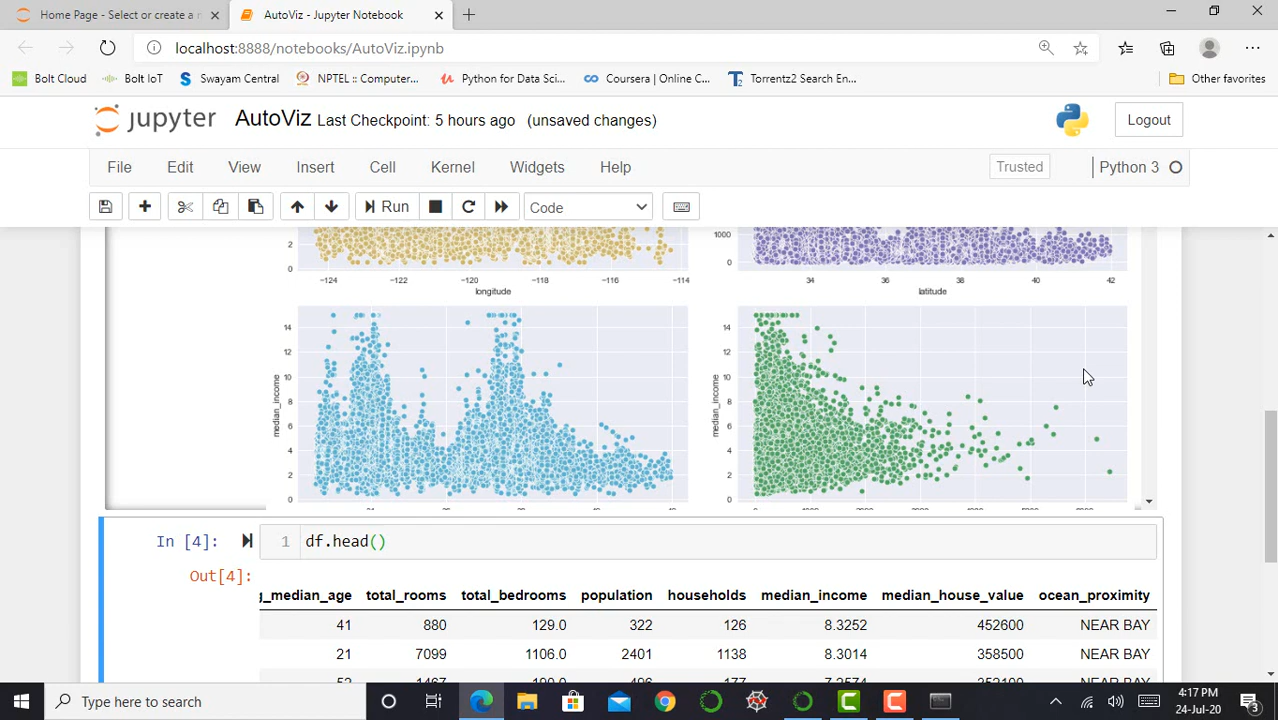 Home Page - Select or create a n
AutoViz - Jupyter Notebook
localhost:8888/notebooks/AutoViz.ipynb
Bolt Cloud
Bolt IoT
Swayam Central
NPTEL :: Computer...
Python for Data Sci...
Coursera | Online C...
Torrentz2 Search En...
Other favorites
jupyter AutoViz Last Checkpoint: 5 hours ago (unsaved changes)
Logout
File Edit View Insert Cell Kernel Widgets Help
Trusted
Python 3
Run
Code
2
0
−124 −122 −120 −118 −116 −114
longitude
1000
0
34 36 38 40 42
latitude
14
12
10
8
6
4
2
0
median_income
14
12
10
8
6
4
2
0
median_income
In [4]: 1 df.head()
Out[4]:
g_median_age total_rooms total_bedrooms population households median_income median_house_value ocean_proximity
41 880 129.0 322 126 8.3252 452600 NEAR BAY
21 7099 1106.0 2401 1138 8.3014 358500 NEAR BAY
Type here to search
4:17 PM
24-Jul-20
3